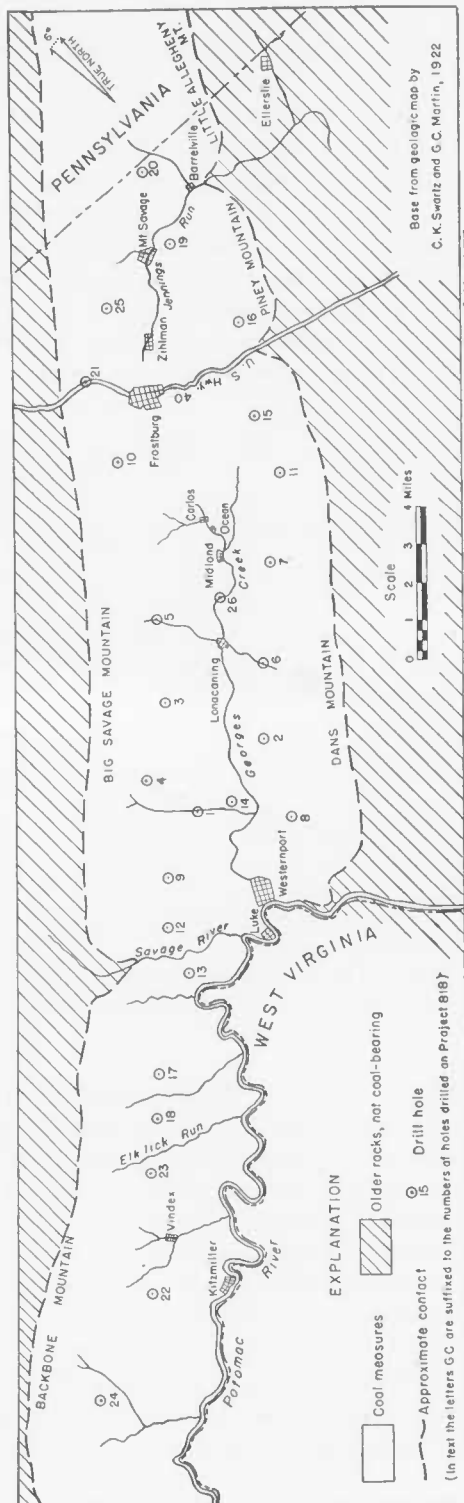 BACKBONE MOUNTAIN
BIG SAVAGE MOUNTAIN
PENNSYLVANIA
TRUE NORTH
6°
LITTLE ALLEGHENY
MT.
Ellerslie
Barrelville
Mt Savage
Zihlman
Jennings Run
PINEY MOUNTAIN
U. S. Hwy. 40
Frostburg
Carlos
Ocean
Midland
Lonaconing
Georges Creek
DANS MOUNTAIN
Westernport
Luke
Savage River
WEST VIRGINIA
Elklick Run
Vindex
Kitzmiller
Potomac River
24
22
23
18
17
13
12
9
4
1
14
8
3
2
5
6
26
7
10
11
15
21
16
25
19
20
Scale
0 1 2 3 4 Miles
Base from geologic map by
C. K. Swartz and G.C. Martin, 1922
EXPLANATION
Coal measures
Older rocks, not coal-bearing
Approximate contact
15
Drill hole
(In text the letters GC are suffixed to the numbers of holes drilled on Project 818)